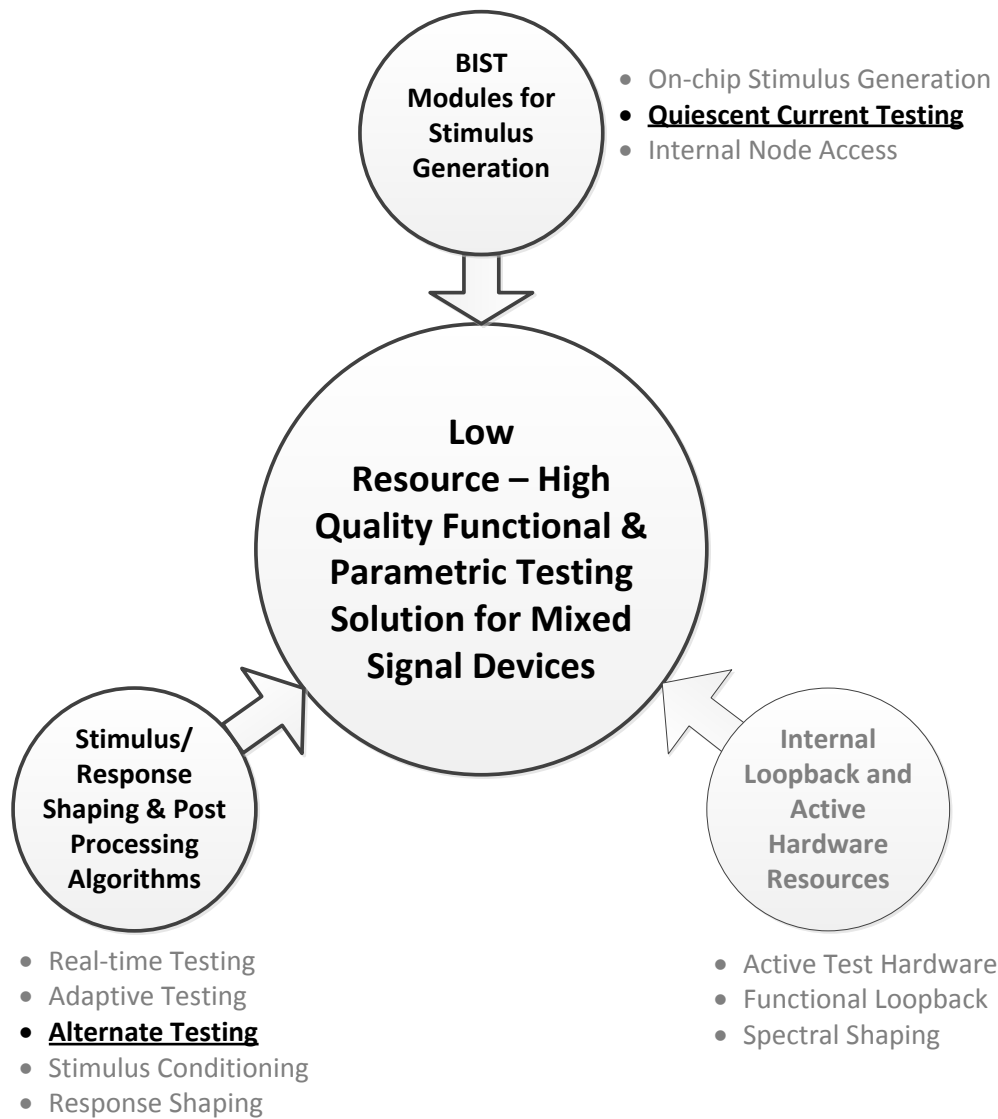 BIST
Modules for
Stimulus
Generation
• On-chip Stimulus Generation
• Quiescent Current Testing
• Internal Node Access
Low
Resource – High
Quality Functional &
Parametric Testing
Solution for Mixed
Signal Devices
Stimulus/
Response
Shaping & Post
Processing
Algorithms
• Real-time Testing
• Adaptive Testing
• Alternate Testing
• Stimulus Conditioning
• Response Shaping
Internal
Loopback and
Active
Hardware
Resources
• Active Test Hardware
• Functional Loopback
• Spectral Shaping